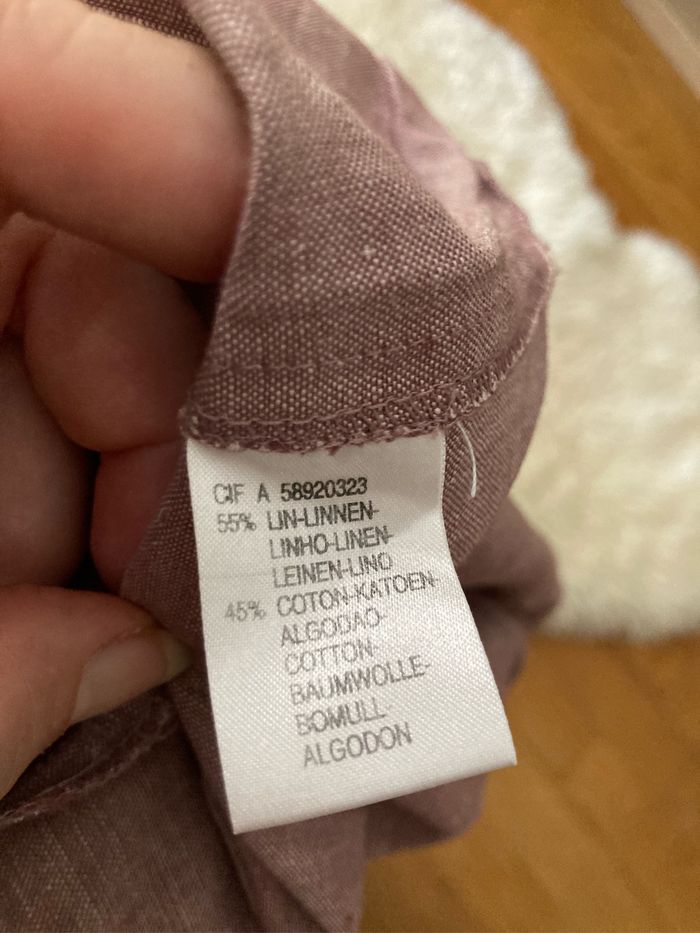 CIF A 58920323
55% LIN-LINNEN-
LINHO-LINEN-
LEINEN-LINO
45% COTON-KATOEN-
ALGODAO-
COTTON-
BAUMWOLLE-
BOMULL-
ALGODON